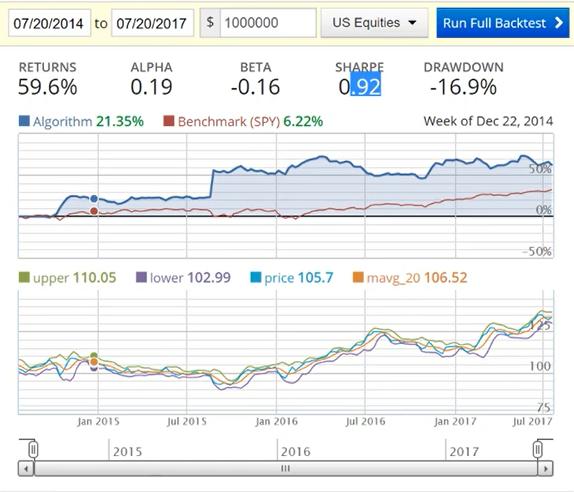 07/20/2014 to 07/20/2017 $ 1000000 US Equities Run Full Backtest
RETURNS ALPHA BETA SHARPE DRAWDOWN
59.6% 0.19 -0.16 0.92 -16.9%
Algorithm 21.35% Benchmark (SPY) 6.22% Week of Dec 22, 2014
50%
0%
-50%
upper 110.05 lower 102.99 price 105.7 mavg_20 106.52
125
100
75
Jan 2015 Jul 2015 Jan 2016 Jul 2016 Jan 2017 Jul 2017
2015 2016 2017